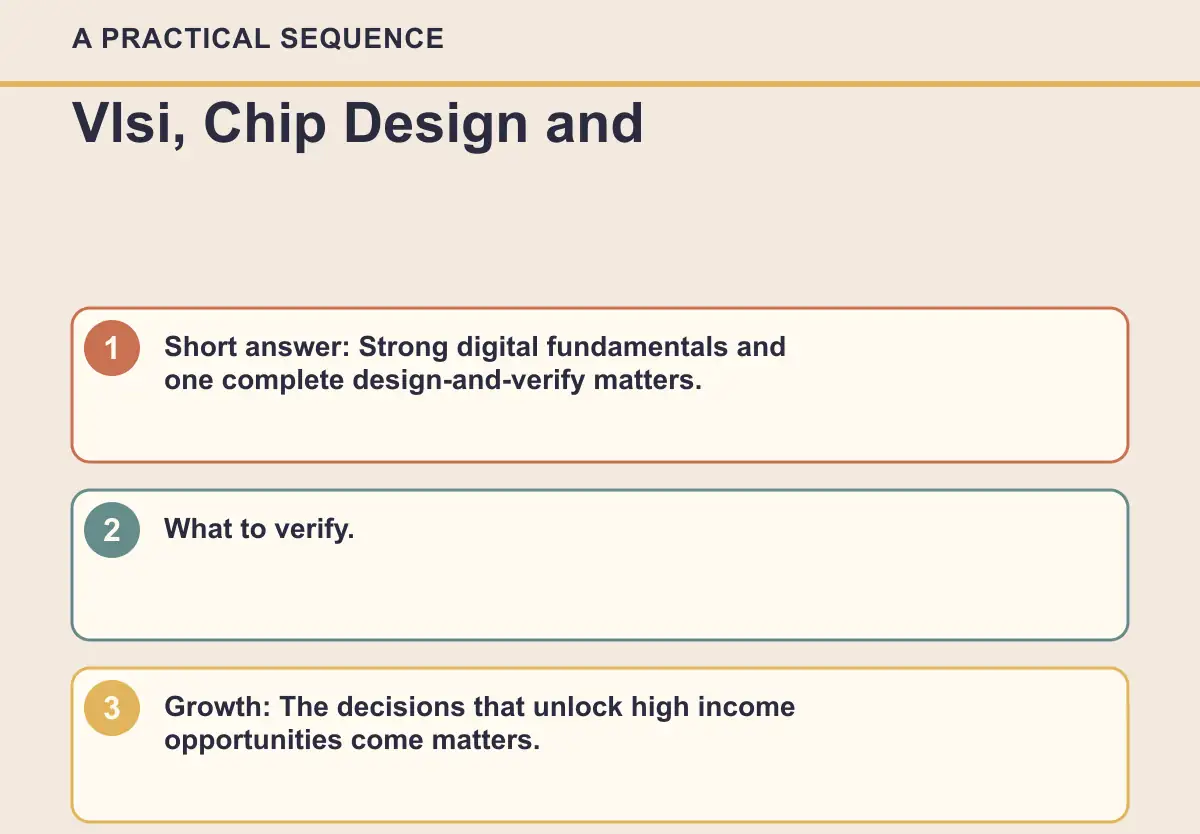 A PRACTICAL SEQUENCE
Vlsi, Chip Design and
1
Short answer: Strong digital fundamentals and
one complete design-and-verify matters.
2
What to verify.
3
Growth: The decisions that unlock high income
opportunities come matters.